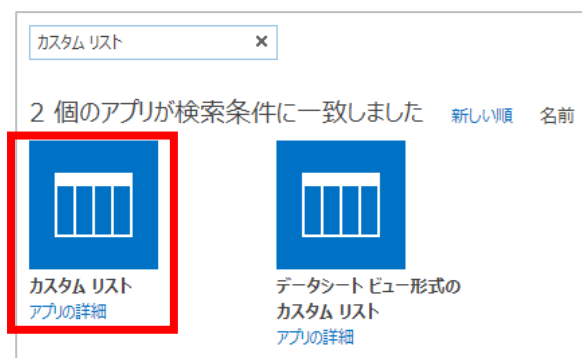 カスタム リスト ×
2 個のアプリが検索条件に一致しました 新しい順 名前
カスタム リスト
アプリの詳細
データシート ビュー形式の
カスタム リスト
アプリの詳細